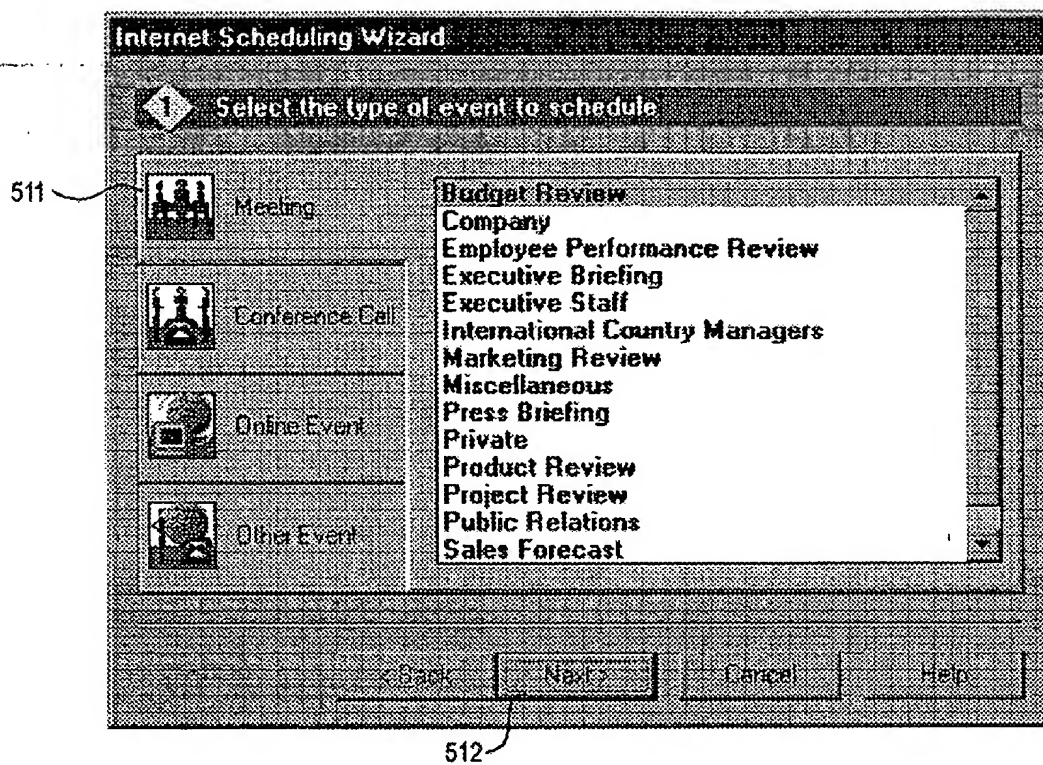 Internet Scheduling Wizard
1 Select the type of event to schedule
511
Meeting
Conference Call
Online Event
Other Event
Budget Review
Company
Employee Performance Review
Executive Briefing
Executive Staff
International Country Managers
Marketing Review
Miscellaneous
Press Briefing
Private
Product Review
Project Review
Public Relations
Sales Forecast
< Back
Next >
Cancel
Help
512